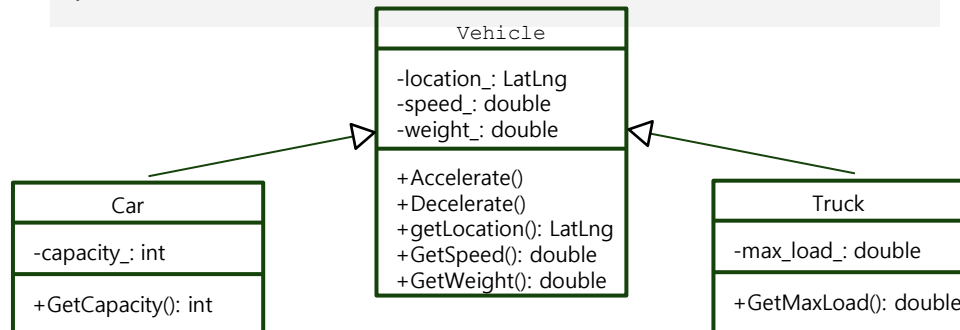 Vehicle
-location_: LatLng
-speed_: double
-weight_: double
+Accelerate()
+Decelerate()
+getLocation(): LatLng
+GetSpeed(): double
+GetWeight(): double
Car
-capacity_: int
+GetCapacity(): int
Truck
-max_load_: double
+GetMaxLoad(): double